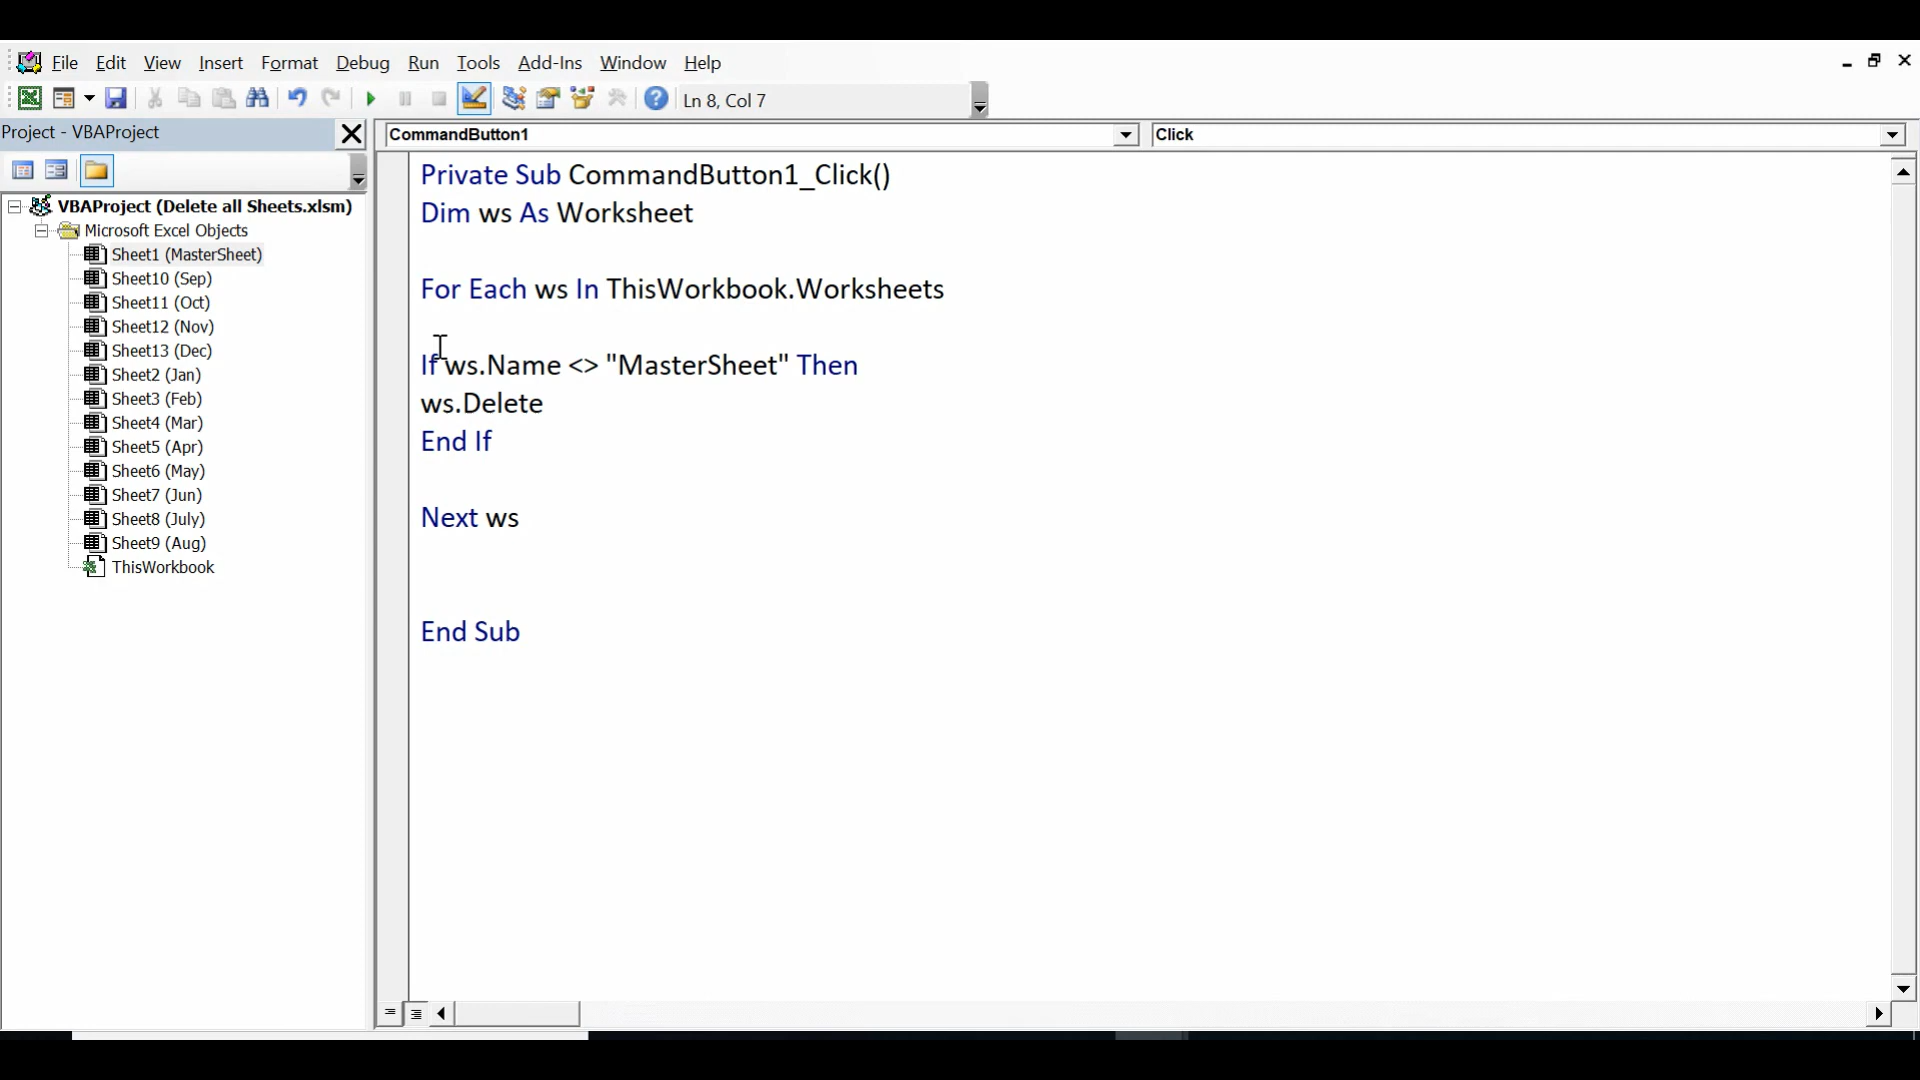 File Edit View Insert Format Debug Run Tools Add-Ins Window Help
Ln 8, Col 7
Project - VBAProject
VBAProject (Delete all Sheets.xlsm)
Microsoft Excel Objects
Sheet1 (MasterSheet)
Sheet10 (Sep)
Sheet11 (Oct)
Sheet12 (Nov)
Sheet13 (Dec)
Sheet2 (Jan)
Sheet3 (Feb)
Sheet4 (Mar)
Sheet5 (Apr)
Sheet6 (May)
Sheet7 (Jun)
Sheet8 (July)
Sheet9 (Aug)
ThisWorkbook
CommandButton1
Click
Private Sub CommandButton1_Click()
Dim ws As Worksheet
For Each ws In ThisWorkbook.Worksheets
If ws.Name <> "MasterSheet" Then
ws.Delete
End If
Next ws
End Sub